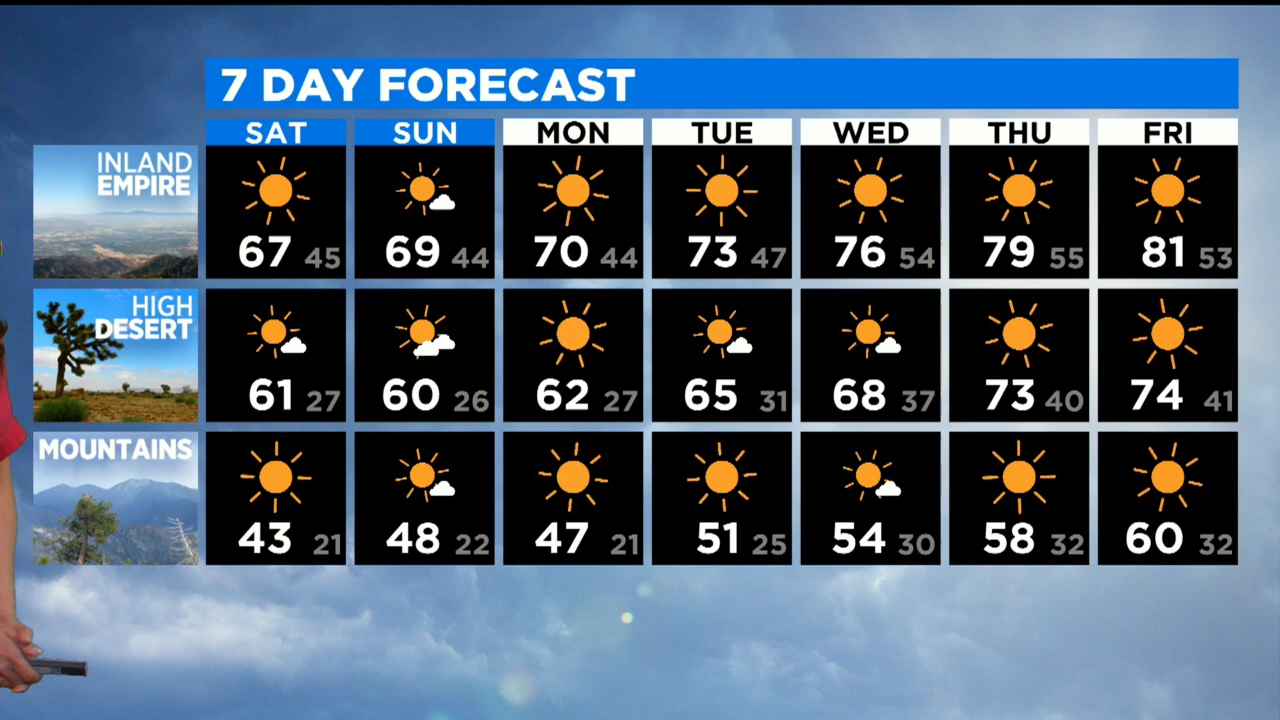 7 DAY FORECAST
SAT SUN MON TUE WED THU FRI
INLAND
EMPIRE
67 45 69 44 70 44 73 47 76 54 79 55 81 53
HIGH
DESERT
61 27 60 26 62 27 65 31 68 37 73 40 74 41
MOUNTAINS
43 21 48 22 47 21 51 25 54 30 58 32 60 32